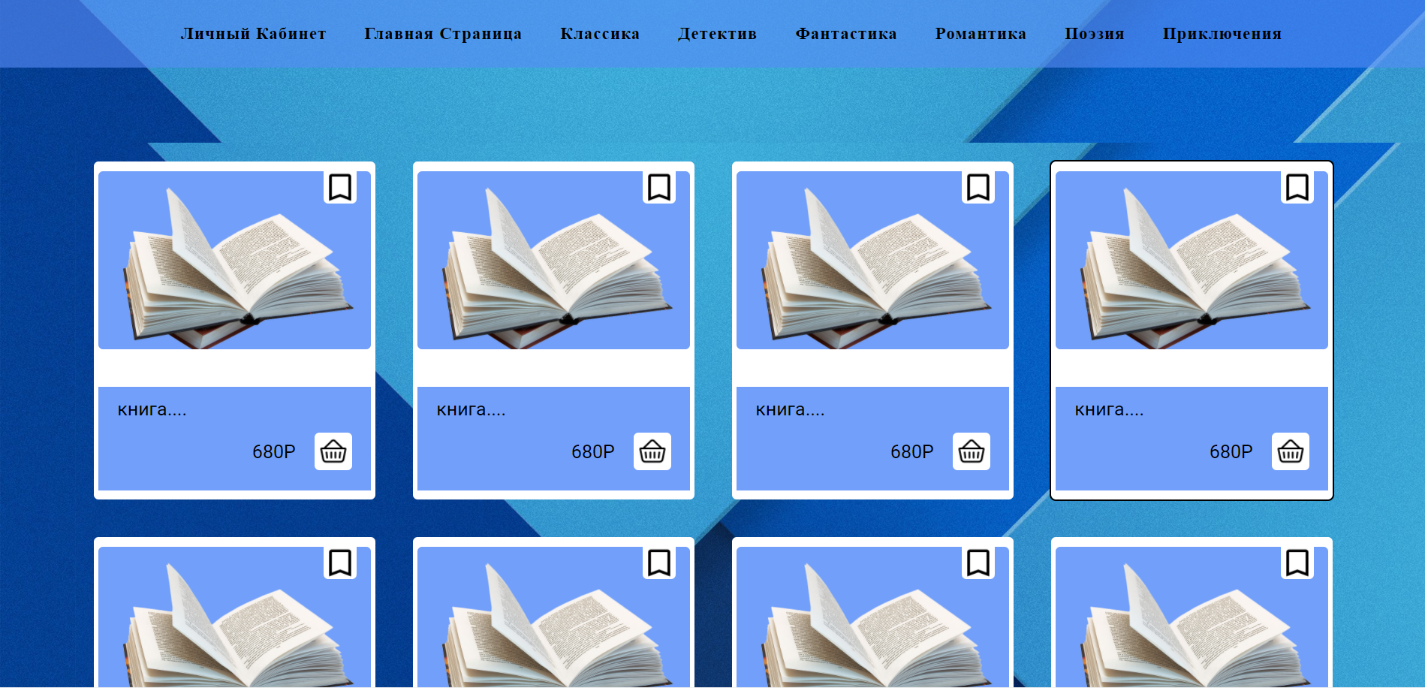 Личный Кабинет Главная Страница Классика Детектив Фантастика Романтика Поэзия Приключения
книга.... книга.... книга.... книга....
680Р 680Р 680Р 680Р